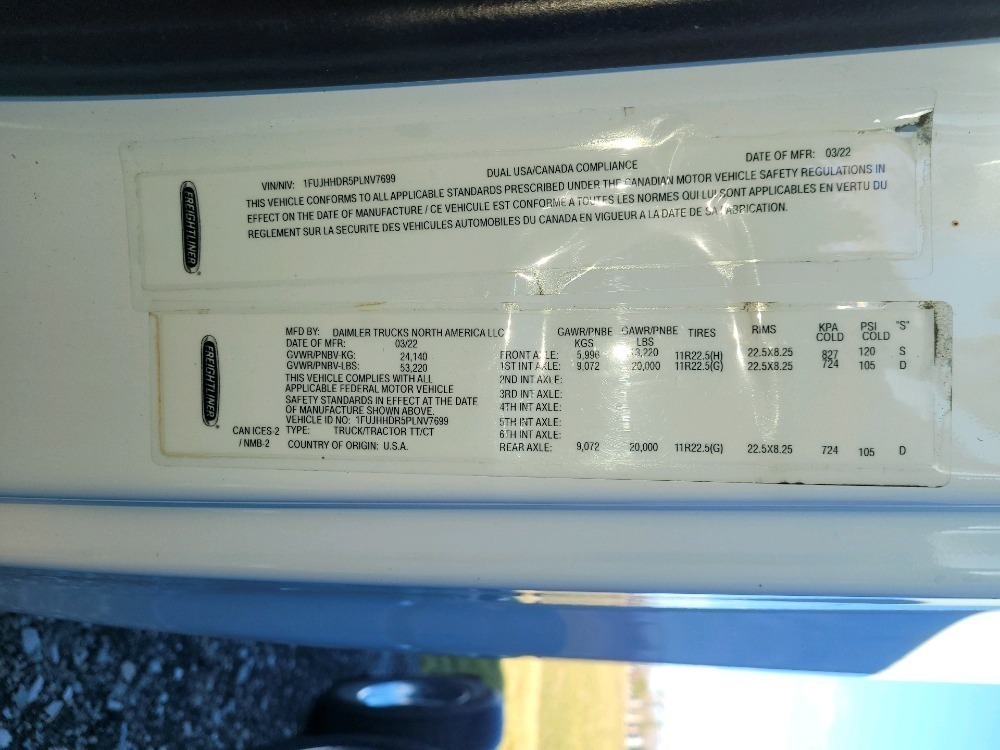 FREIGHTLINER
VIN/NIV: 1FUJHHDR5PLNV7699 DUAL USA/CANADA COMPLIANCE DATE OF MFR: 03/22
THIS VEHICLE CONFORMS TO ALL APPLICABLE STANDARDS PRESCRIBED UNDER THE CANADIAN MOTOR VEHICLE SAFETY REGULATIONS IN
EFFECT ON THE DATE OF MANUFACTURE / CE VEHICULE EST CONFORME A TOUTES LES NORMES QUI LUI SONT APPLICABLES EN VERTU DU
REGLEMENT SUR LA SECURITE DES VEHICULES AUTOMOBILES DU CANADA EN VIGUEUR A LA DATE DE SA FABRICATION.
FREIGHTLINER
MFD BY: DAIMLER TRUCKS NORTH AMERICA LLC
DATE OF MFR: 03/22
GVWR/PNBV-KG: 24,140
GVWR/PNBV-LBS: 53,220
THIS VEHICLE COMPLIES WITH ALL
APPLICABLE FEDERAL MOTOR VEHICLE
SAFETY STANDARDS IN EFFECT AT THE DATE
OF MANUFACTURE SHOWN ABOVE.
VEHICLE ID NO: 1FUJHHDR5PLNV7699
CAN ICES-2 TYPE: TRUCK/TRACTOR TT/CT
/ NMB-2 COUNTRY OF ORIGIN: U.S.A.
GAWR/PNBE GAWR/PNBE TIRES RIMS KPA PSI "S"
KGS LBS COLD COLD
FRONT AXLE: 5,996 13,220 11R22.5(H) 22.5X8.25 827 120 S
1ST INT AXLE: 9,072 20,000 11R22.5(G) 22.5X8.25 724 105 D
2ND INT AXLE:
3RD INT AXLE:
4TH INT AXLE:
5TH INT AXLE:
6TH INT AXLE:
REAR AXLE: 9,072 20,000 11R22.5(G) 22.5X8.25 724 105 D